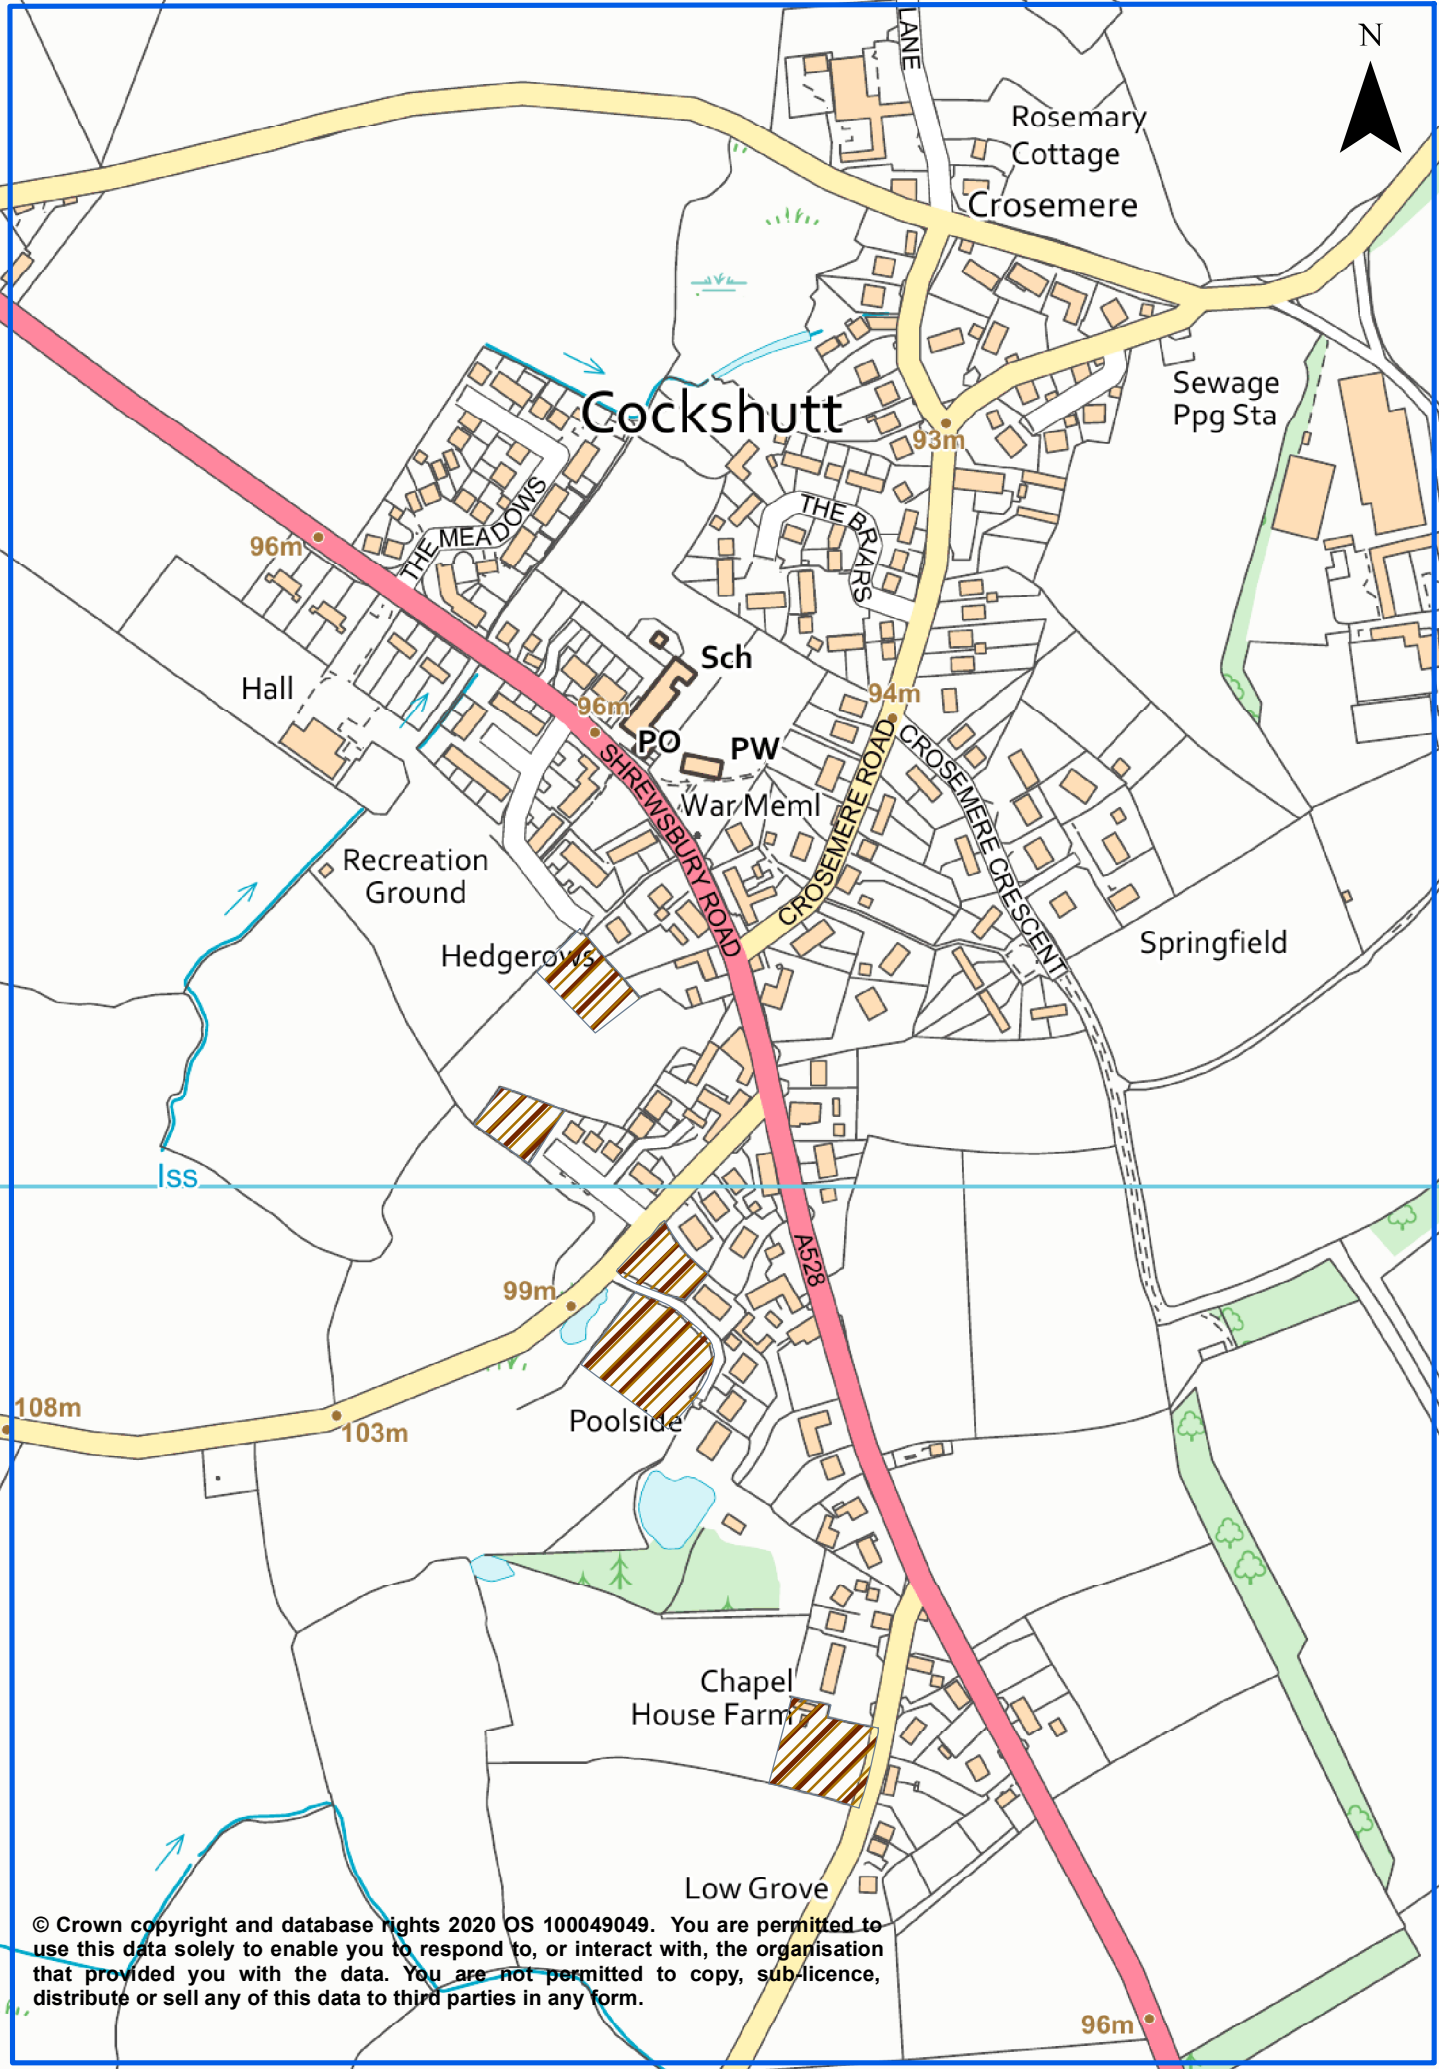 LANE
N
Rosemary
Cottage
Crosemere
Sewage
Ppg Sta
Cockshutt
93m
THE BRIARS
THE MEADOWS
96m
Sch
Hall
96m
94m
PO
PW
War Meml
SHREWSBURY ROAD
CROSEMERE ROAD
CROSEMERE CRESCENT
Recreation
Ground
Hedgerows
Springfield
Iss
A528
99m
108m
103m
Poolside
Chapel
House Farm
Low Grove
© Crown copyright and database rights 2020 OS 100049049. You are permitted to
use this data solely to enable you to respond to, or interact with, the organisation
that provided you with the data. You are not permitted to copy, sub-licence,
distribute or sell any of this data to third parties in any form.
96m